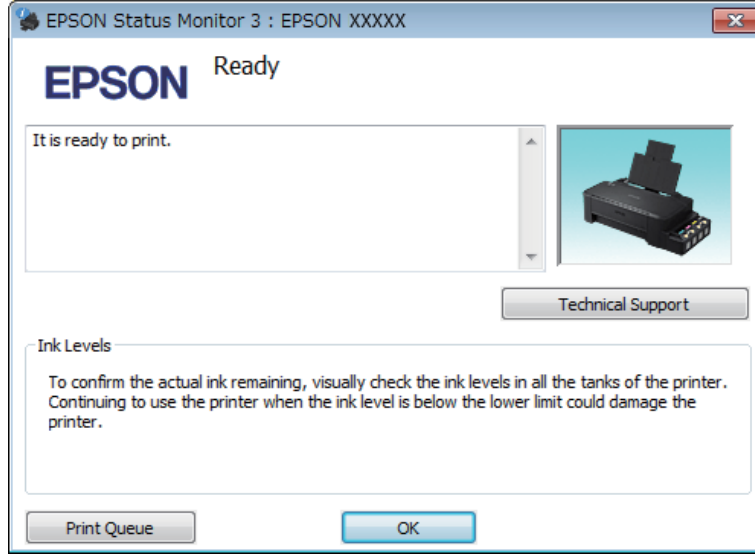 EPSON Status Monitor 3 : EPSON XXXXX
EPSON
Ready
It is ready to print.
Technical Support
Ink Levels
To confirm the actual ink remaining, visually check the ink levels in all the tanks of the printer.
Continuing to use the printer when the ink level is below the lower limit could damage the
printer.
Print Queue
OK